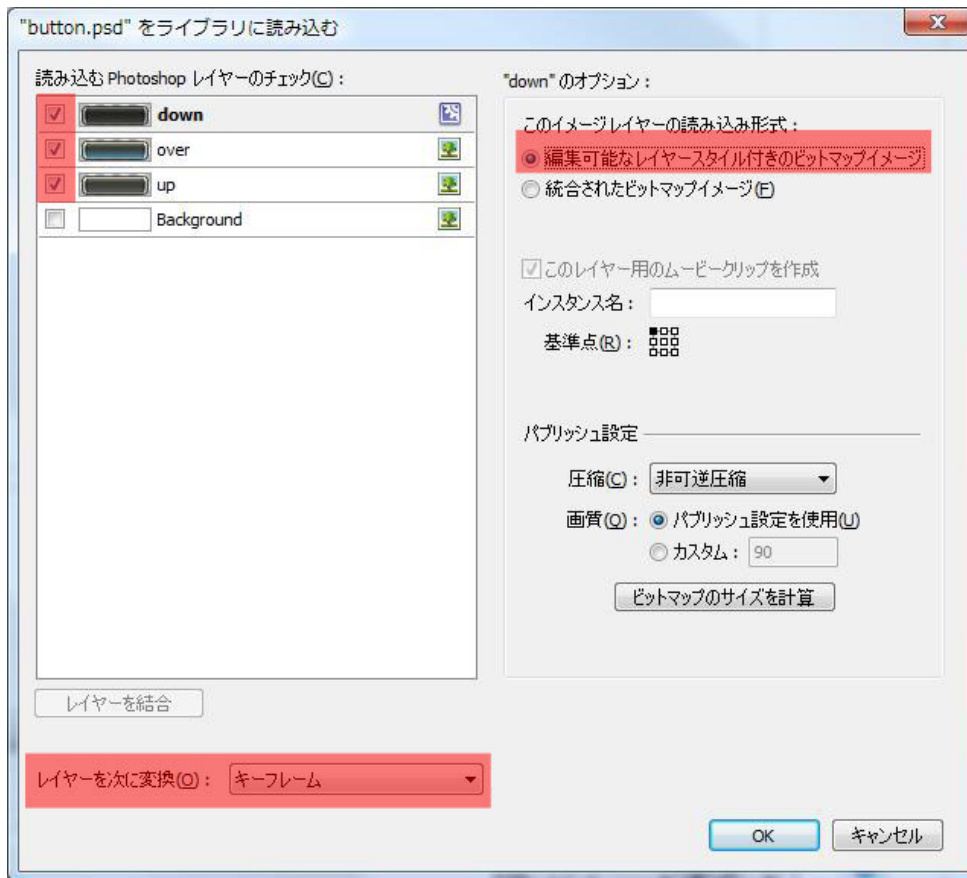 "button.psd" をライブラリに読み込む
読み込む Photoshop レイヤーのチェック(C):
down
over
up
Background
レイヤーを結合
レイヤーを次に変換(O): キーフレーム
"down" のオプション:
このイメージレイヤーの読み込み形式:
編集可能なレイヤースタイル付きのビットマップイメージ
統合されたビットマップイメージ(F)
このレイヤー用のムービークリップを作成
インスタンス名:
基準点(R):
パブリッシュ設定
圧縮(C): 非可逆圧縮
画質(Q): パブリッシュ設定を使用(U)
カスタム: 90
ビットマップのサイズを計算
OK
キャンセル